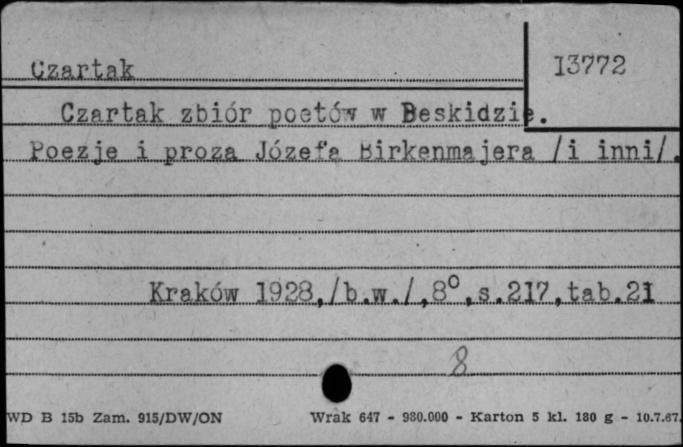 Czartak
I3772
Czartak zbiór poetów w Beskidzie.
Poezje i proza Józefa Birkenmajera /i inni/.
Kraków 1928,/b.w./,8°,s.217,tab.21
8
WD B 15b Zam. 915/DW/ON Wrak 647 - 980.000 - Karton 5 kl. 180 g - 10.7.67.